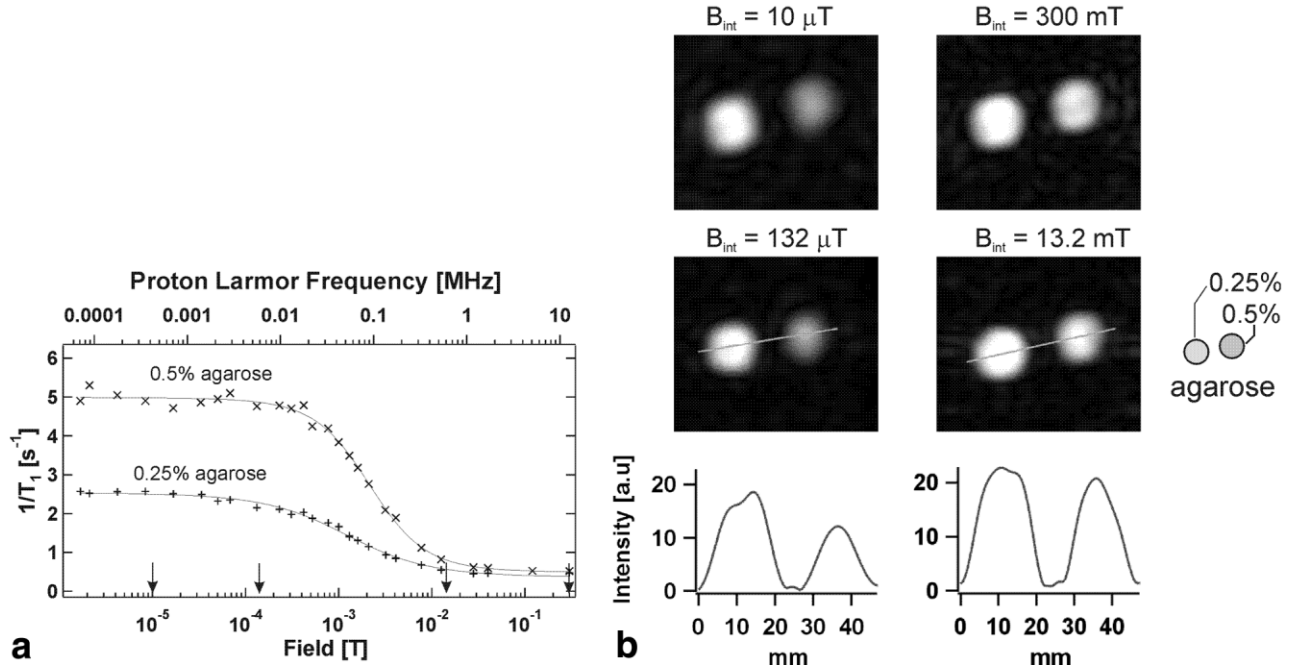 Proton Larmor Frequency [MHz]
0.0001 0.001 0.01 0.1 1 10
6
5
4
3
2
1
0
1/T₁ [s⁻¹]
0.5% agarose
0.25% agarose
10⁻⁵ 10⁻⁴ 10⁻³ 10⁻² 10⁻¹
Field [T]
a
B_int = 10 μT
B_int = 300 mT
B_int = 132 μT
B_int = 13.2 mT
0.25%
0.5%
agarose
Intensity [a.u]
20
10
0
0 10 20 30 40
mm
20
10
0
0 10 20 30 40
mm
b